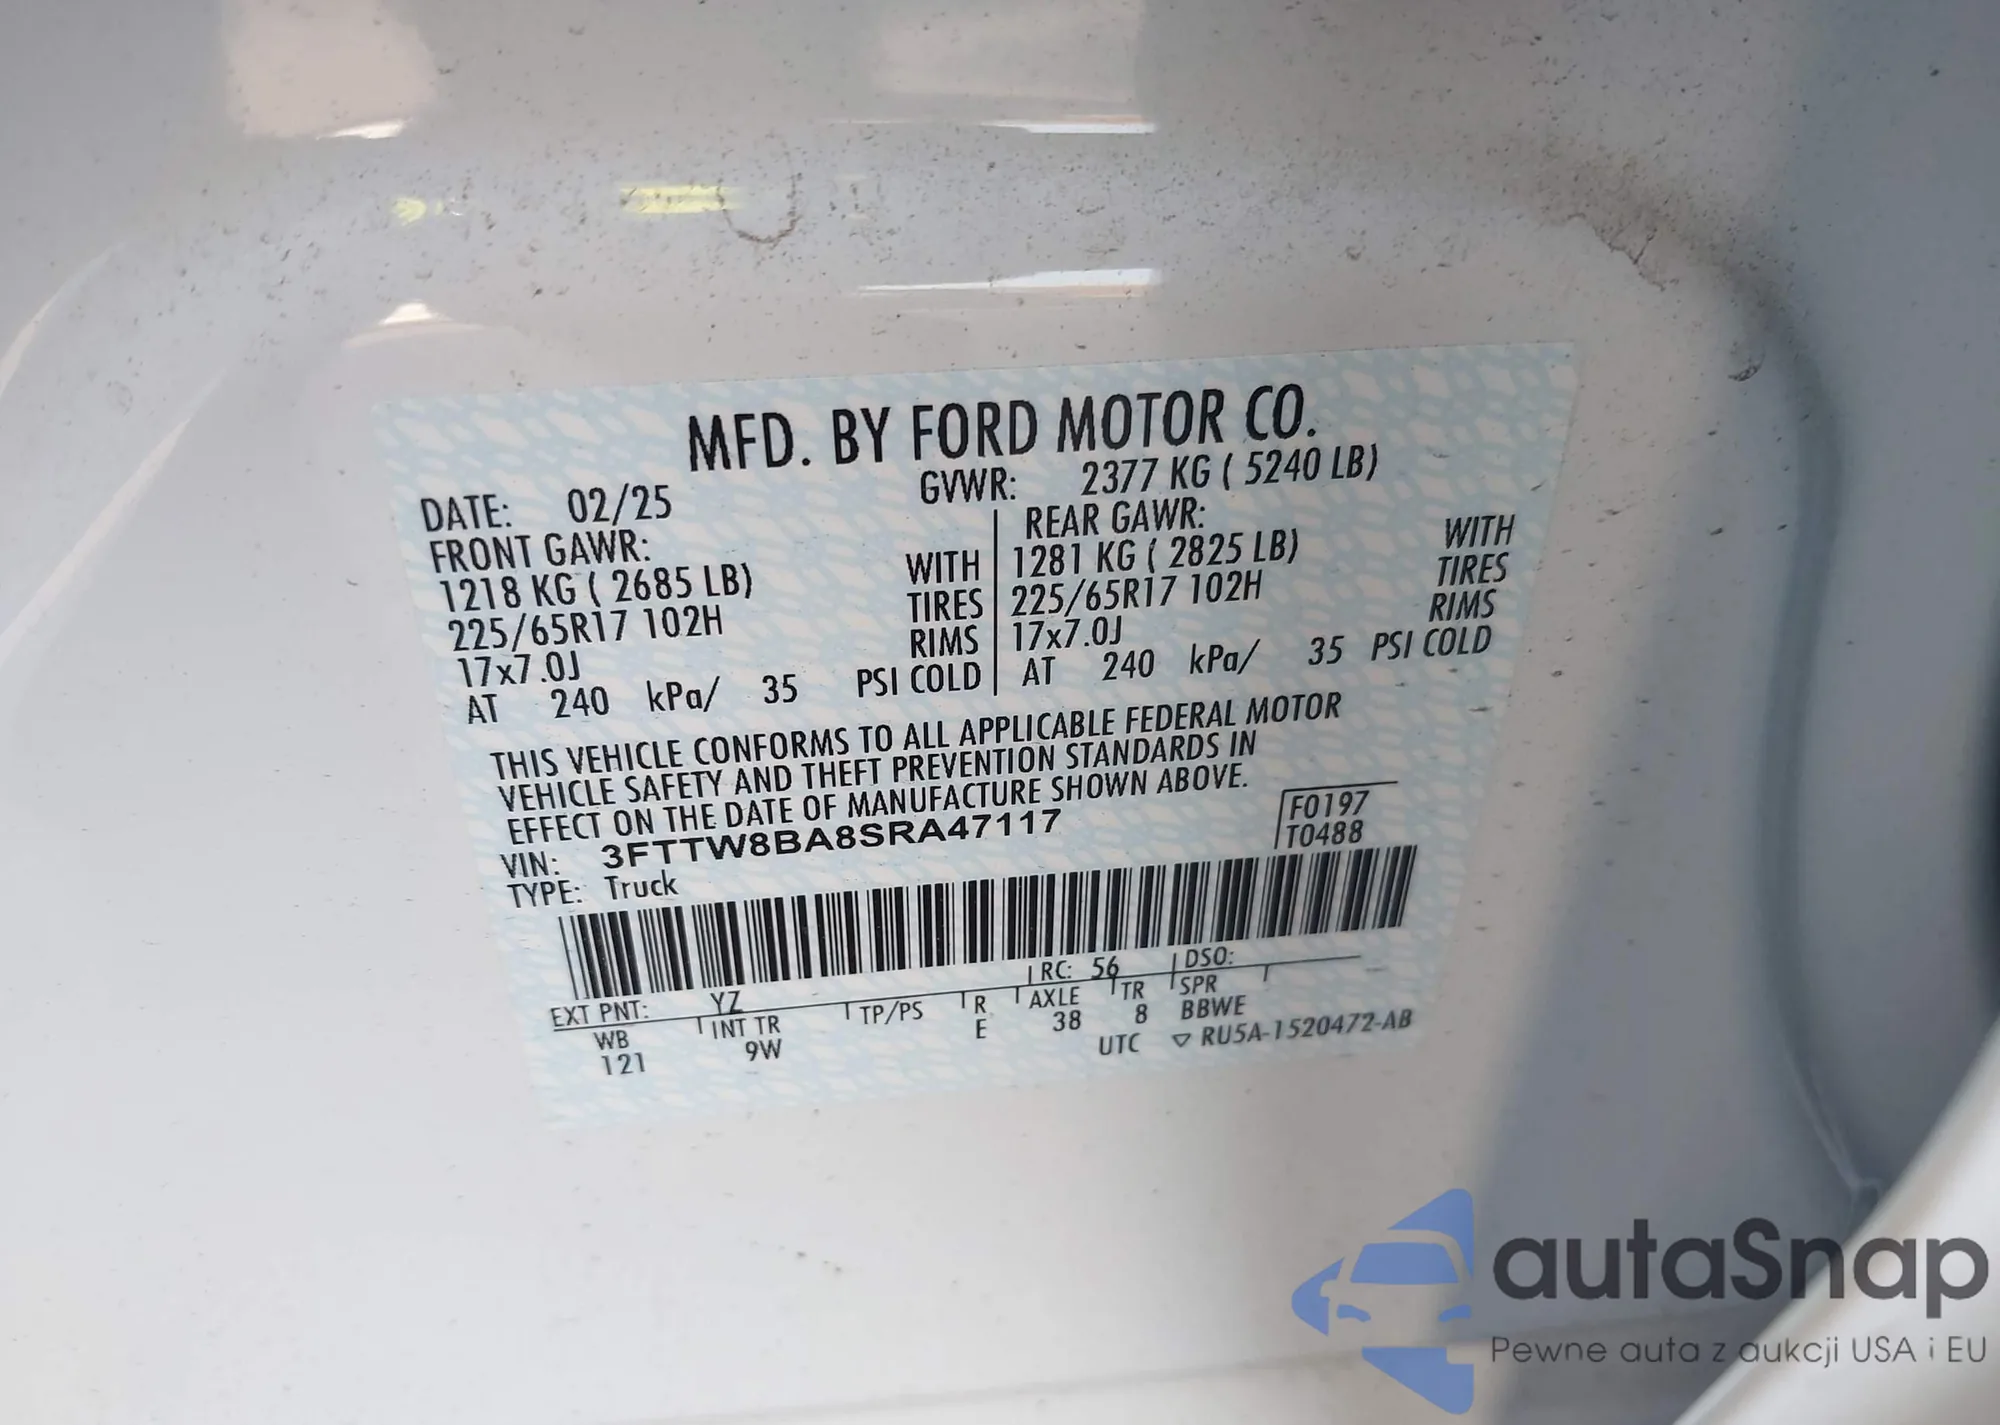 MFD. BY FORD MOTOR CO.
DATE: 02/25 GVWR: 2377 KG ( 5240 LB)
FRONT GAWR: REAR GAWR:
1218 KG ( 2685 LB) WITH 1281 KG ( 2825 LB) WITH
225/65R17 102H TIRES 225/65R17 102H TIRES
17x7.0J RIMS 17x7.0J RIMS
AT 240 kPa/ 35 PSI COLD AT 240 kPa/ 35 PSI COLD
THIS VEHICLE CONFORMS TO ALL APPLICABLE FEDERAL MOTOR
VEHICLE SAFETY AND THEFT PREVENTION STANDARDS IN
EFFECT ON THE DATE OF MANUFACTURE SHOWN ABOVE.
VIN: 3FTTW8BA8SRA47117 F0197
TYPE: Truck T0488
EXT PNT: YZ RC: 56 DSO:
WB INT TR TP/PS R AXLE TR SPR
121 9W E 38 8 BBWE
UTC ▽ RU5A-1520472-AB
autaSnap
Pewne auta z aukcji USA i EU